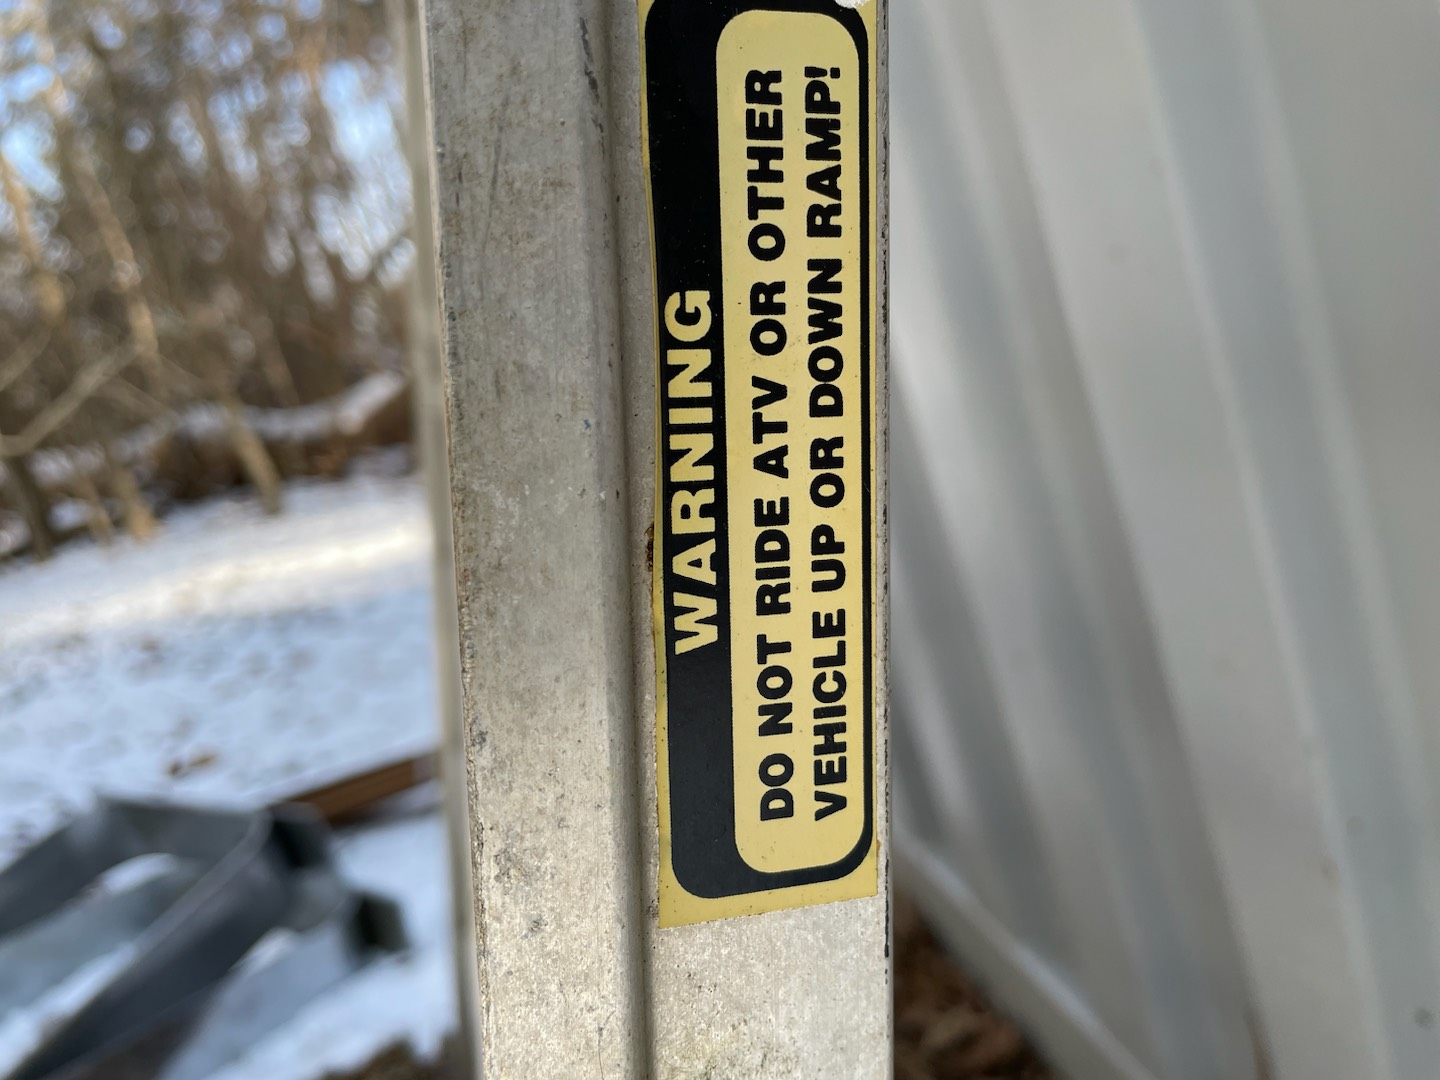 WARNING
DO NOT RIDE ATV OR OTHER
VEHICLE UP OR DOWN RAMP!